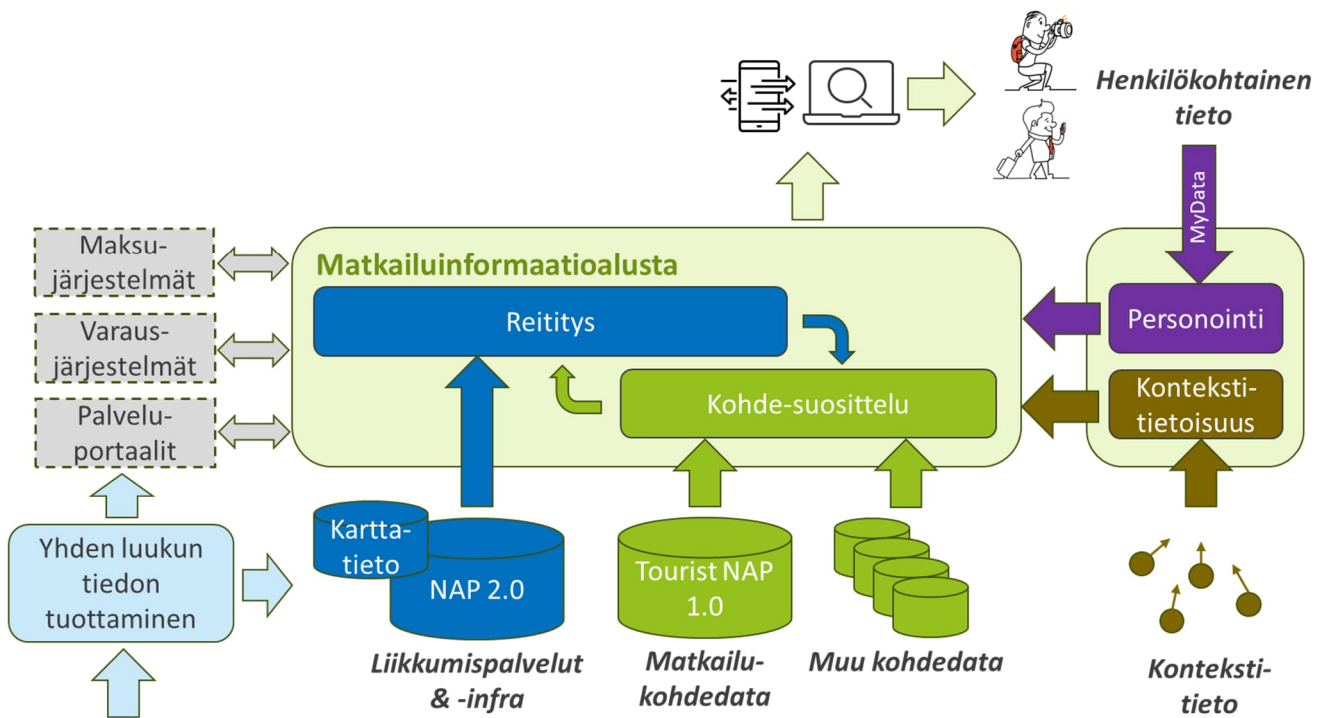 Henkilökohtainen
tieto
MyData
Maksu-
järjestelmät
Varaus-
järjestelmät
Palvelu-
portaalit
Matkailuinformaatioalusta
Reititys
Kohde-suosittelu
Personointi
Konteksti-
tietoisuus
Yhden luukun
tiedon
tuottaminen
Kartta-
tieto
NAP 2.0
Tourist NAP
1.0
Liikkumispalvelut
& -infra
Matkailu-
kohdedata
Muu kohdedata
Konteksti-
tieto